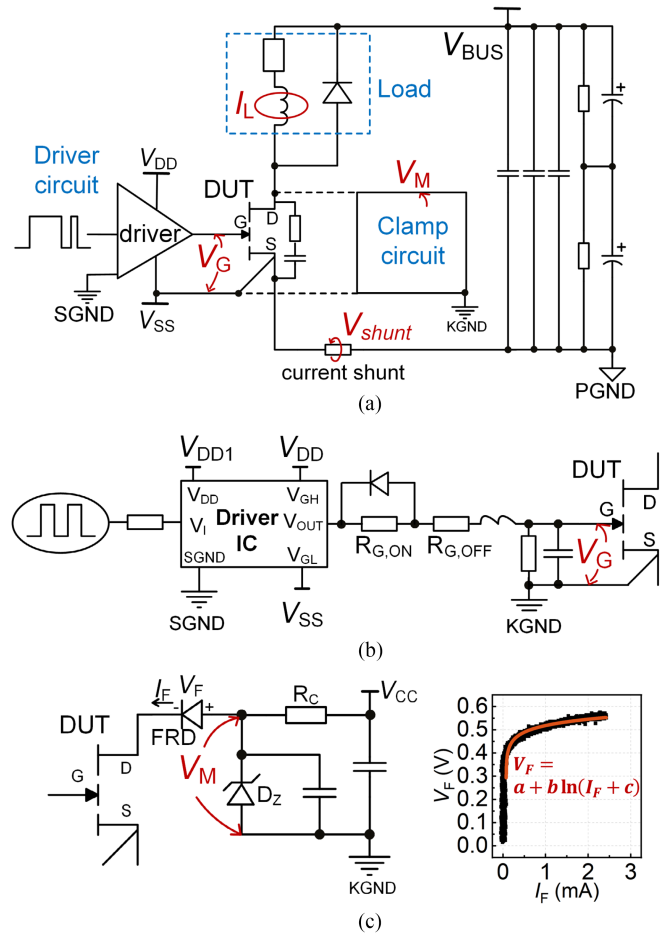 V_BUS
Load
I_L
Driver
circuit
V_DD
DUT
G
D
S
V_M
Clamp
circuit
driver
V_G
SGND
V_SS
KGND
V_shunt
current shunt
PGND
+
+
(a)
V_DD1
V_DD
V_DD
V_GH
V_I
Driver
IC
V_OUT
SGND
V_GL
R_G,ON
R_G,OFF
SGND
V_SS
DUT
G
D
S
V_G
KGND
(b)
DUT
G
D
S
I_F
V_F
- +
FRD
R_C
V_CC
V_M
D_Z
KGND
V_F (V)
0.6
0.5
0.4
0.3
0.2
0.1
0.0
V_F =
a + b ln(I_F + c)
0 1 2 3
I_F (mA)
(c)